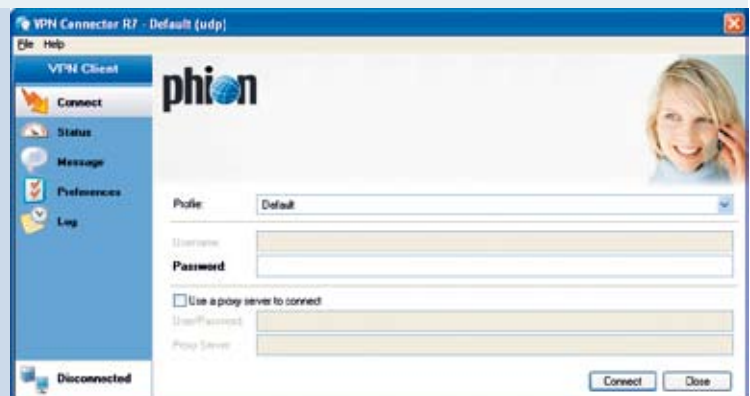 VPN Connector R7 - Default (udp)
File Help
VPN Client
Connect
Status
Message
Preferences
Log
Disconnected
phion
Profile: Default
Username
Password
Use a proxy server to connect
User/Password
Proxy Server
Connect Close